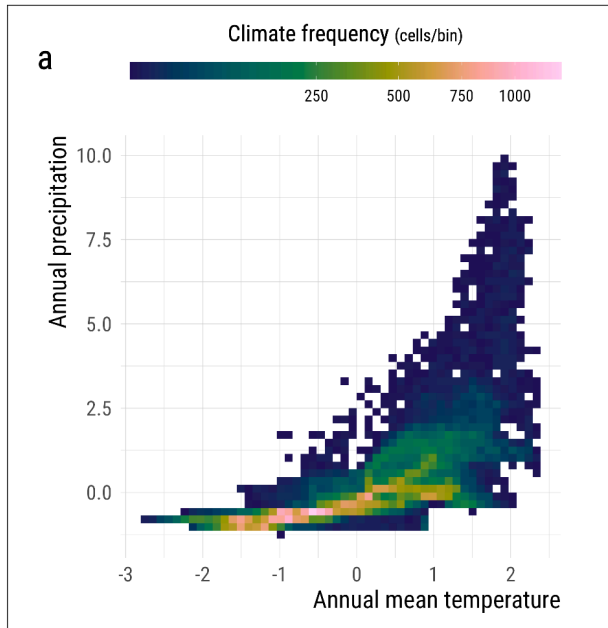 Climate frequency (cells/bin)
a
250 500 750 1000
Annual precipitation
10.0
7.5
5.0
2.5
0.0
-3 -2 -1 0 1 2
Annual mean temperature